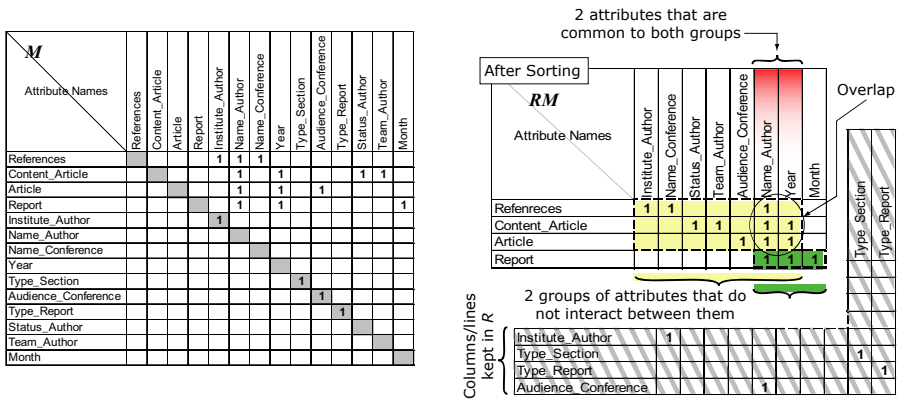 M
Attribute Names
References
Content_Article
Article
Report
Institute_Author
Name_Author
Name_Conference
Year
Type_Section
Audience_Conference
Type_Report
Status_Author
Team_Author
Month
References 1 1 1
Content_Article 1 1 1 1
Article 1 1 1
Report 1 1 1
Institute_Author 1
Name_Author
Name_Conference
Year
Type_Section 1
Audience_Conference 1
Type_Report 1
Status_Author
Team_Author
Month
2 attributes that are
common to both groups
After Sorting
Overlap
RM
Attribute Names
Institute_Author
Name_Conference
Status_Author
Team_Author
Audience_Conference
Name_Author
Year
Month
Type_Section
Type_Report
Refenreces 1 1 1
Content_Article 1 1 1 1
Article 1 1 1
Report 1 1 1
2 groups of attributes that do
not interact between them
Columns/lines
kept in R
Institute_Author 1
Type_Section 1
Type_Report 1
Audience_Conference 1